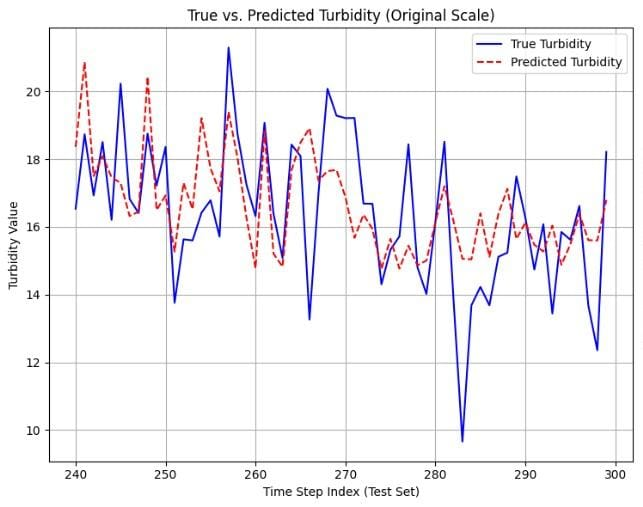 True vs. Predicted Turbidity (Original Scale)
True Turbidity
Predicted Turbidity
Turbidity Value
20
18
16
14
12
10
240
250
260
270
280
290
300
Time Step Index (Test Set)